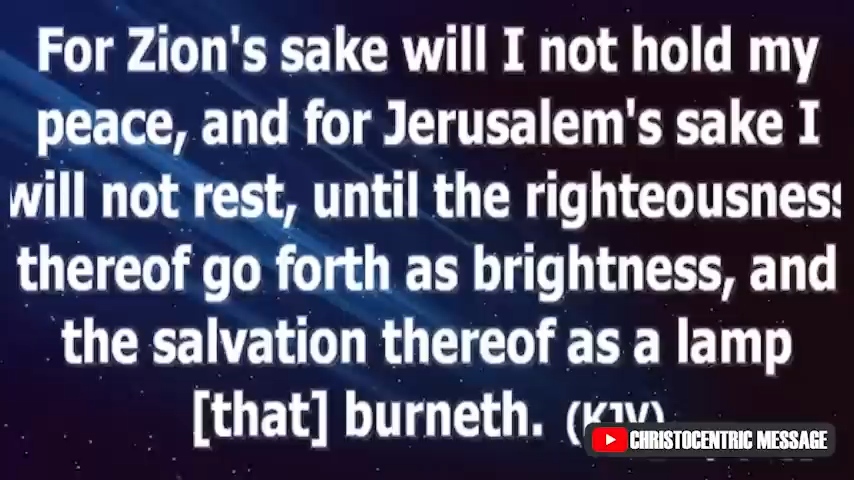 For Zion's sake will I not hold my
peace, and for Jerusalem's sake I
will not rest, until the righteousness
thereof go forth as brightness, and
the salvation thereof as a lamp
[that] burneth. (KJV)
CHRISTOCENTRIC MESSAGE